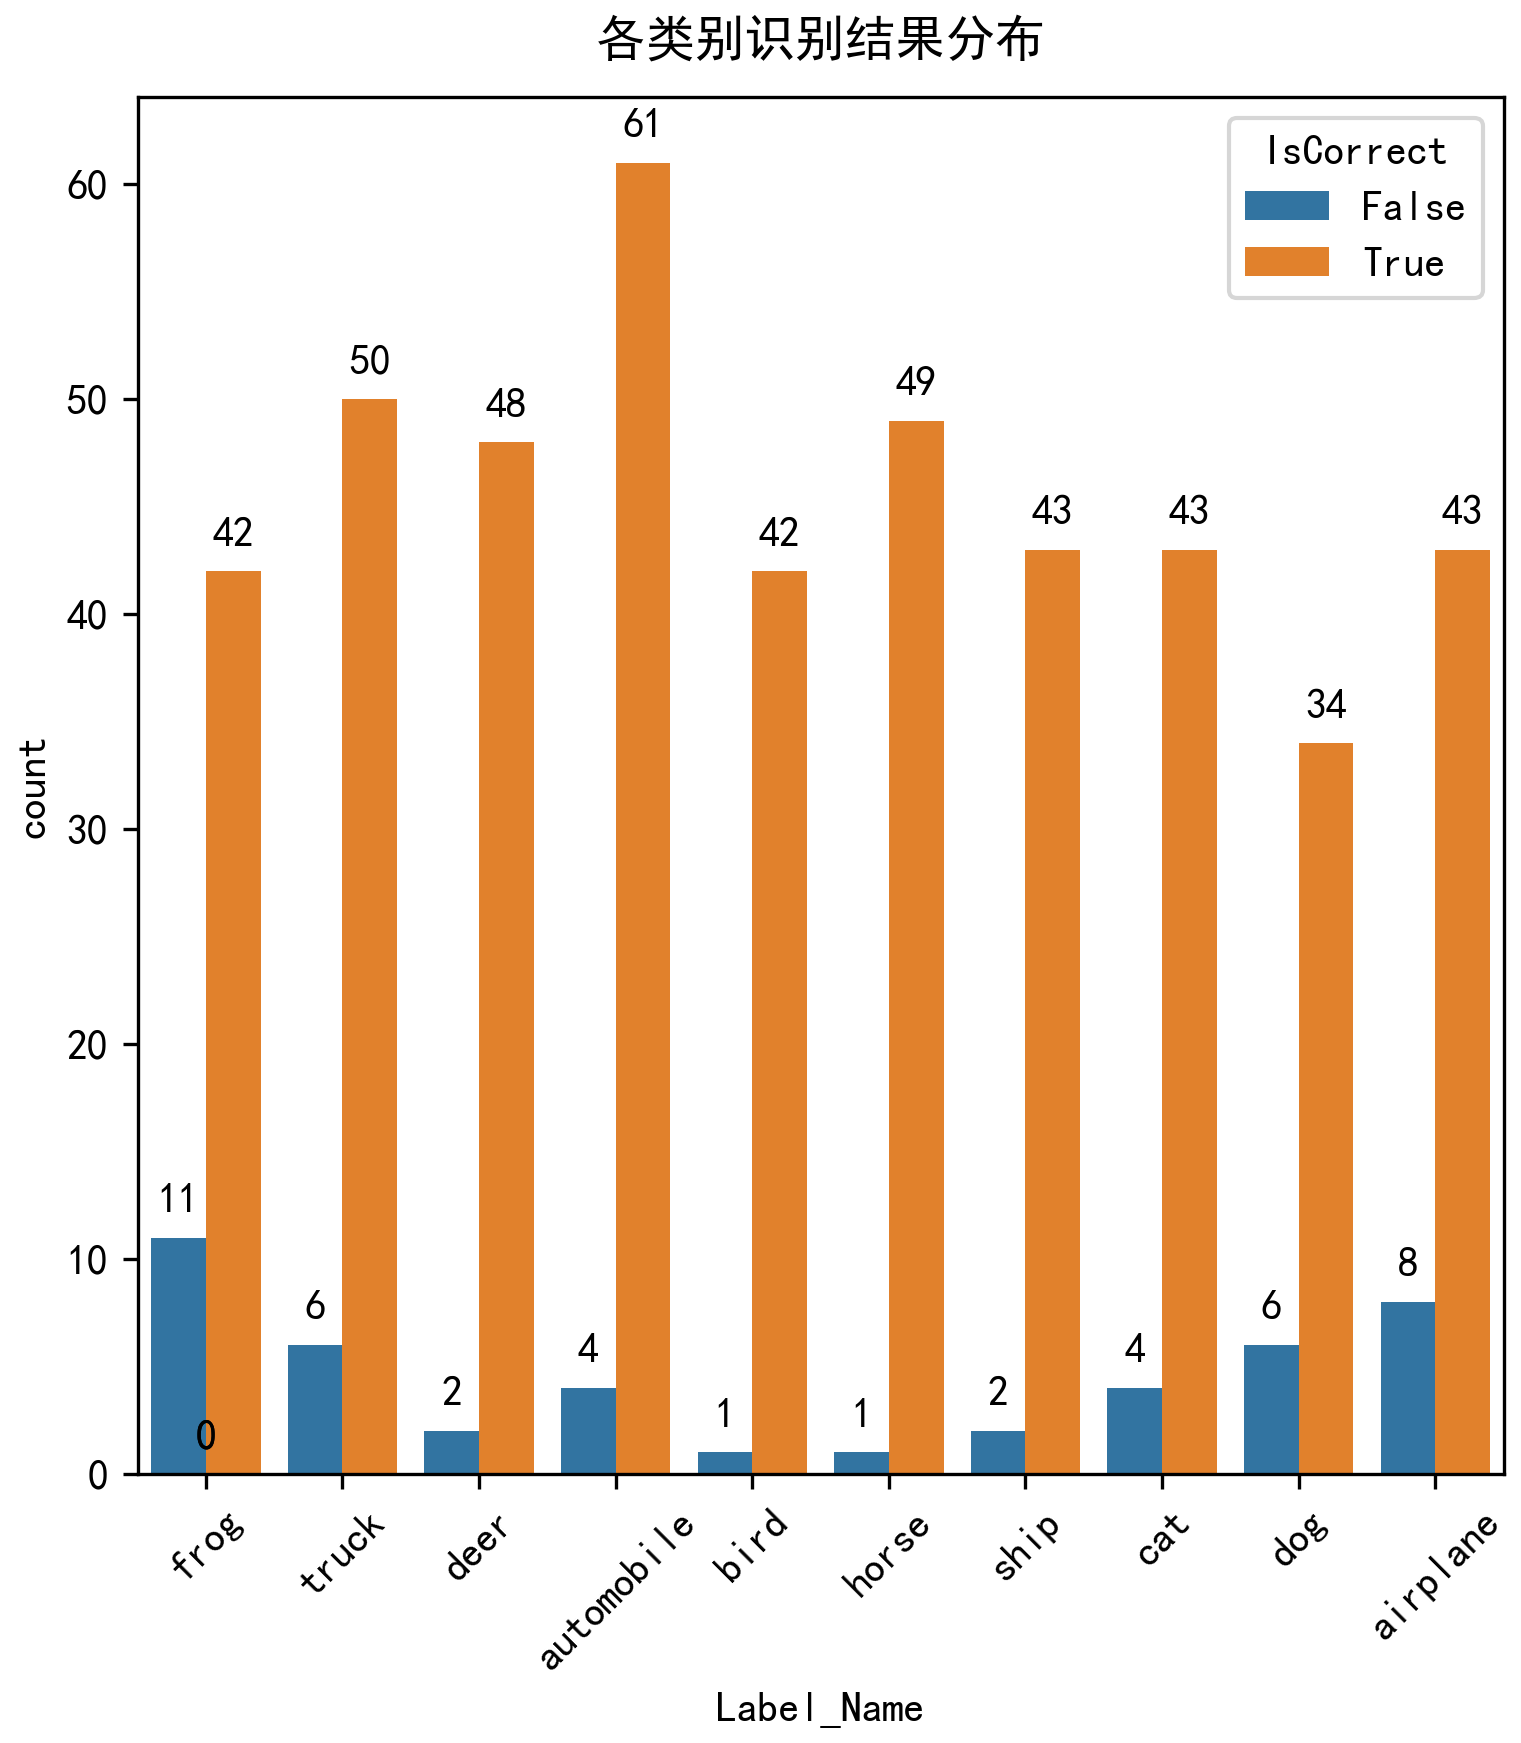 各类别识别结果分布
IsCorrect
False
True
count
60
50
40
30
20
10
0
11
42
0
6
50
2
48
4
61
1
42
1
49
2
43
4
43
6
34
8
43
frog
truck
deer
automobile
bird
horse
ship
cat
dog
airplane
Label_Name